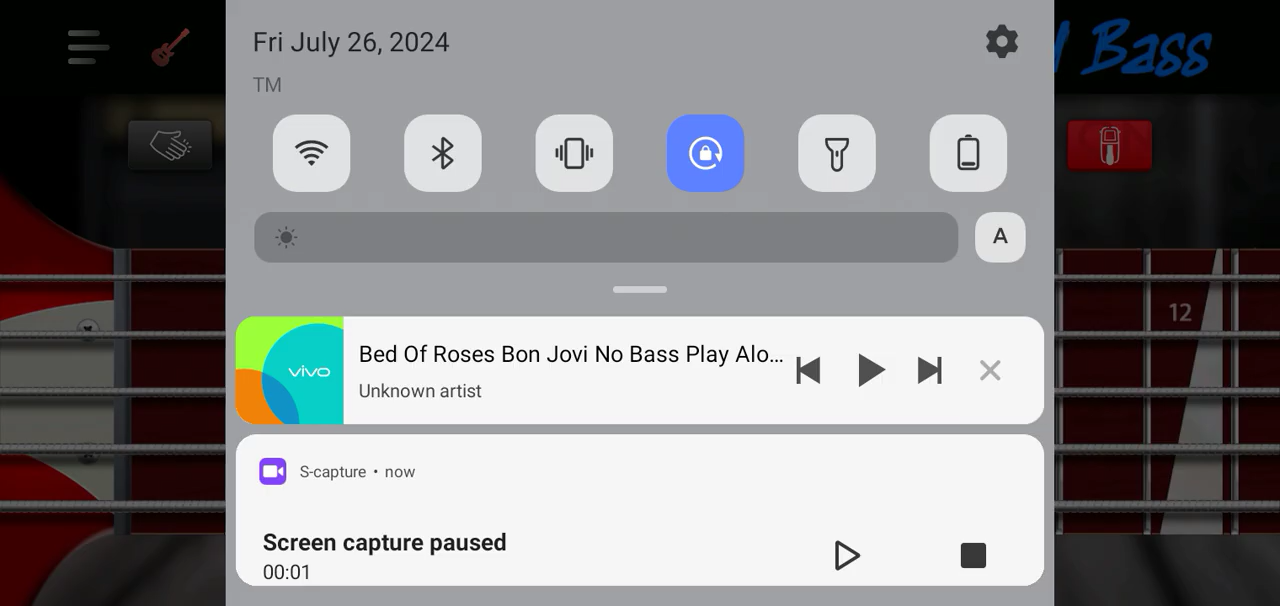 Fri July 26, 2024
Bass
TM
A
12
Bed Of Roses Bon Jovi No Bass Play Alo...
vivo
Unknown artist
S-capture • now
Screen capture paused
00:01